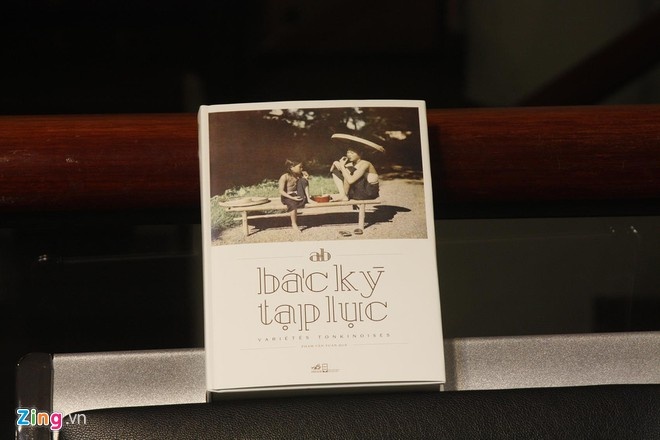 ab
bắc kỳ
tạp lục
VARIÉTÉS TONKINOISES
Zing.vn